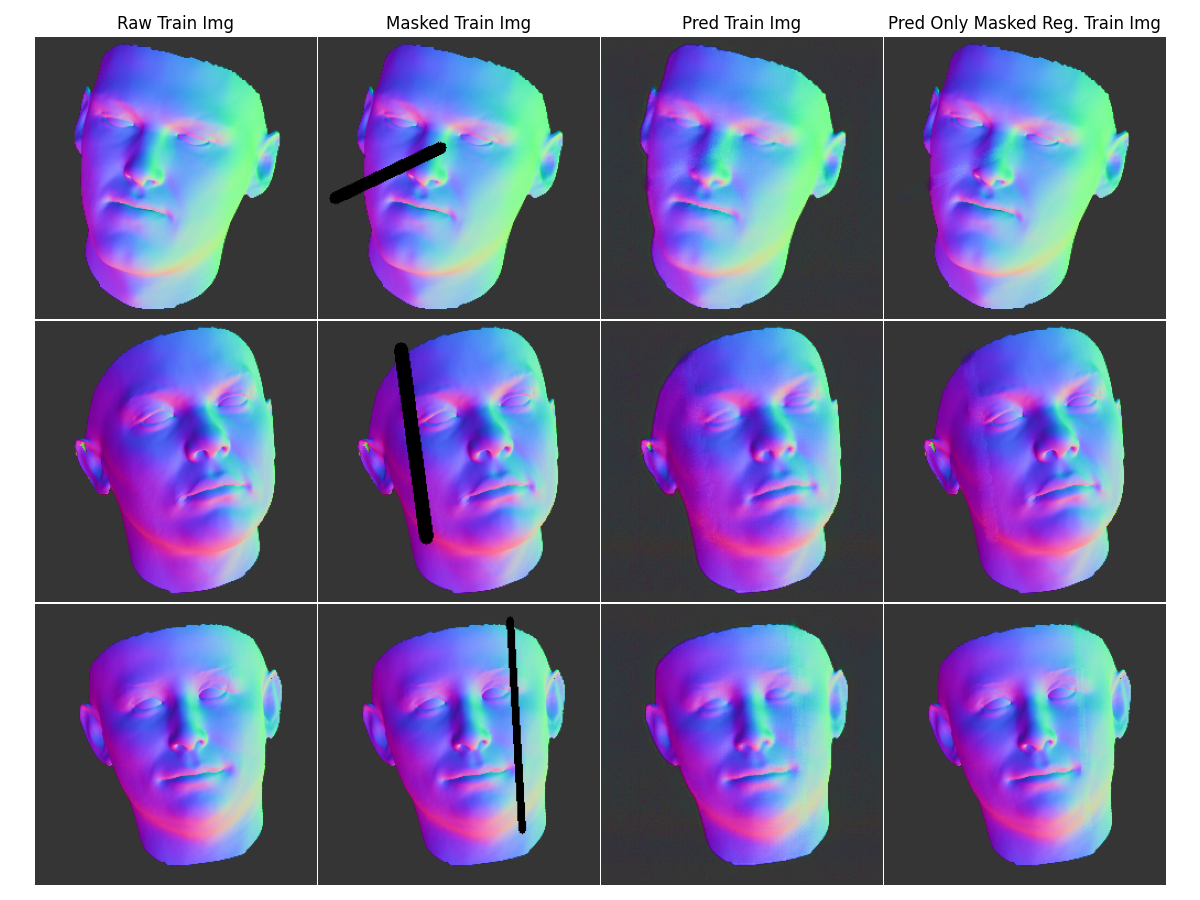 Raw Train Img
Masked Train Img
Pred Train Img
Pred Only Masked Reg. Train Img